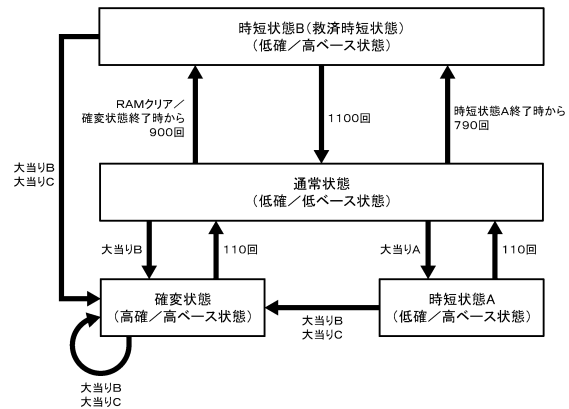 時短状態B(救済時短状態)
(低確／高ベース状態)
RAMクリア／
確変状態終了時から
900回
1100回
時短状態A終了時から
790回
大当りB
大当りC
通常状態
(低確／低ベース状態)
大当りB
110回
大当りA
110回
確変状態
(高確／高ベース状態)
大当りB
大当りC
時短状態A
(低確／高ベース状態)
大当りB
大当りC